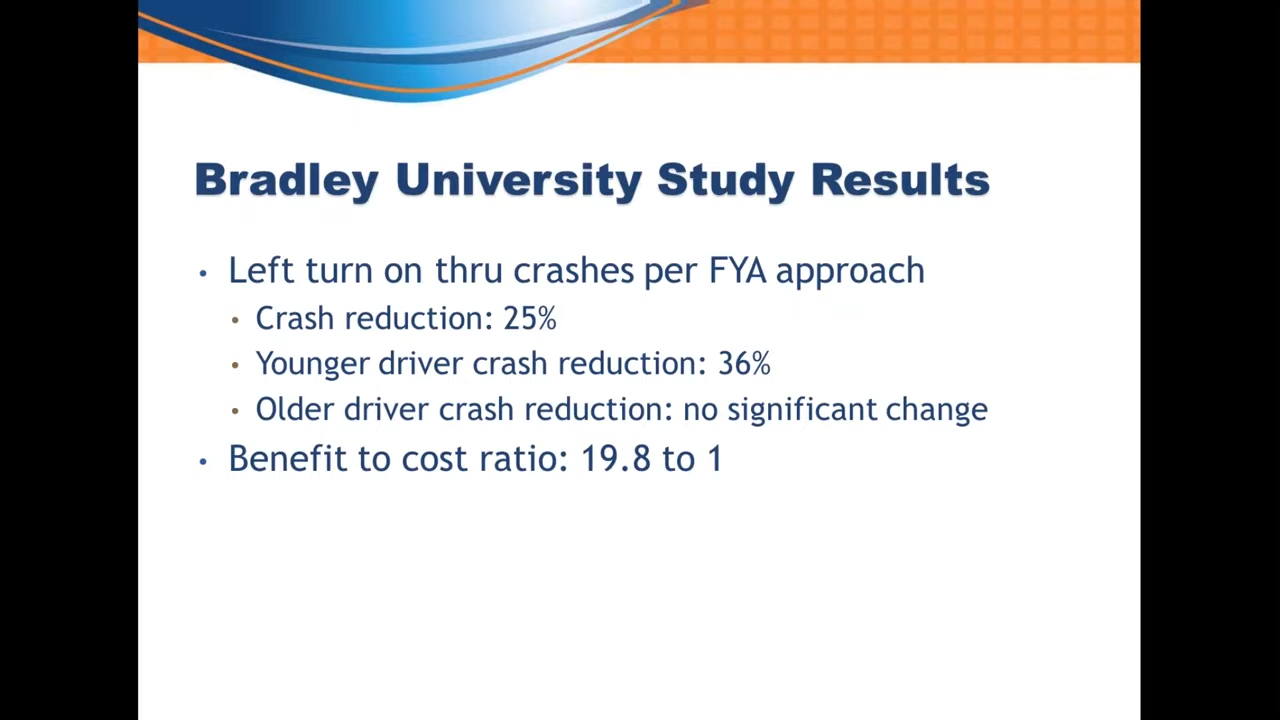 Bradley University Study Results
• Left turn on thru crashes per FYA approach
• Crash reduction: 25%
• Younger driver crash reduction: 36%
• Older driver crash reduction: no significant change
• Benefit to cost ratio: 19.8 to 1